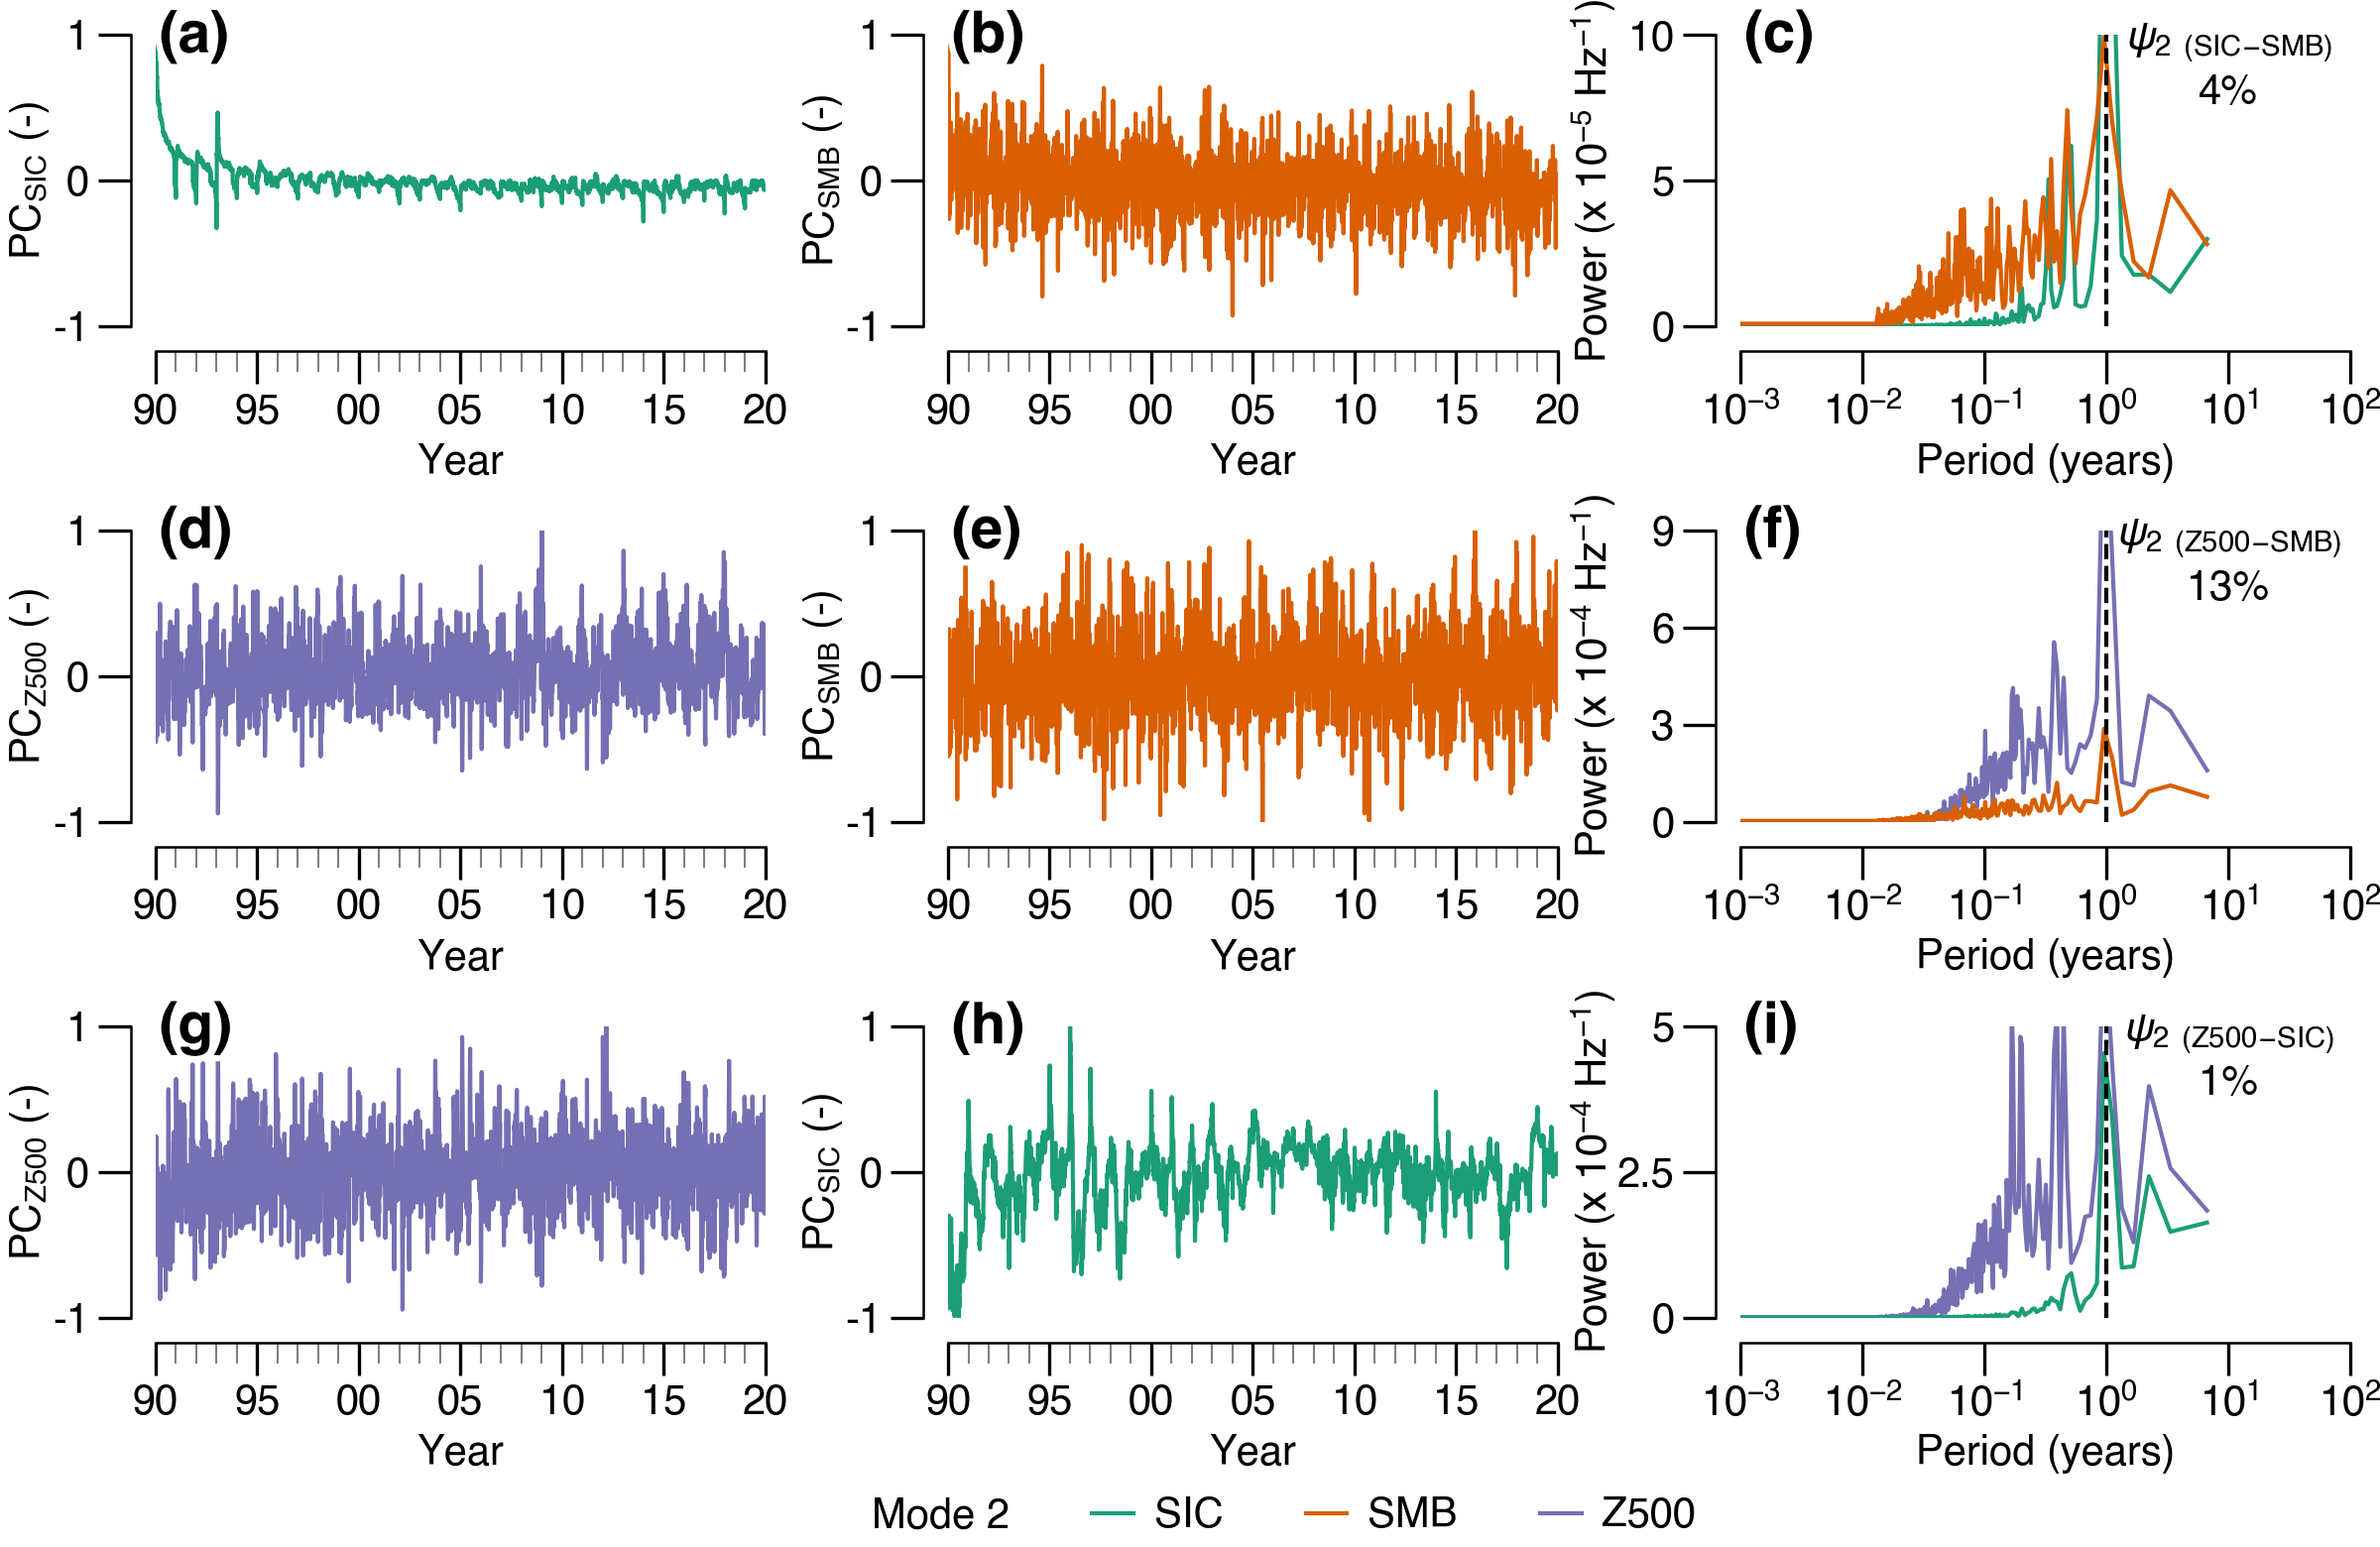 (a)
PC_SIC (-)
1
0
-1
90 95 00 05 10 15 20
Year
(b)
PC_SMB (-)
1
0
-1
90 95 00 05 10 15 20
Year
(c)
Power (x 10⁻⁵ Hz⁻¹)
10
5
0
ψ₂ (SIC−SMB)
4%
10⁻³ 10⁻² 10⁻¹ 10⁰ 10¹ 10²
Period (years)
(d)
PC_Z500 (-)
1
0
-1
90 95 00 05 10 15 20
Year
(e)
PC_SMB (-)
1
0
-1
90 95 00 05 10 15 20
Year
(f)
Power (x 10⁻⁴ Hz⁻¹)
9
6
3
0
ψ₂ (Z500−SMB)
13%
10⁻³ 10⁻² 10⁻¹ 10⁰ 10¹ 10²
Period (years)
(g)
PC_Z500 (-)
1
0
-1
90 95 00 05 10 15 20
Year
(h)
PC_SIC (-)
1
0
-1
90 95 00 05 10 15 20
Year
(i)
Power (x 10⁻⁴ Hz⁻¹)
5
2.5
0
ψ₂ (Z500−SIC)
1%
10⁻³ 10⁻² 10⁻¹ 10⁰ 10¹ 10²
Period (years)
Mode 2 SIC SMB Z500